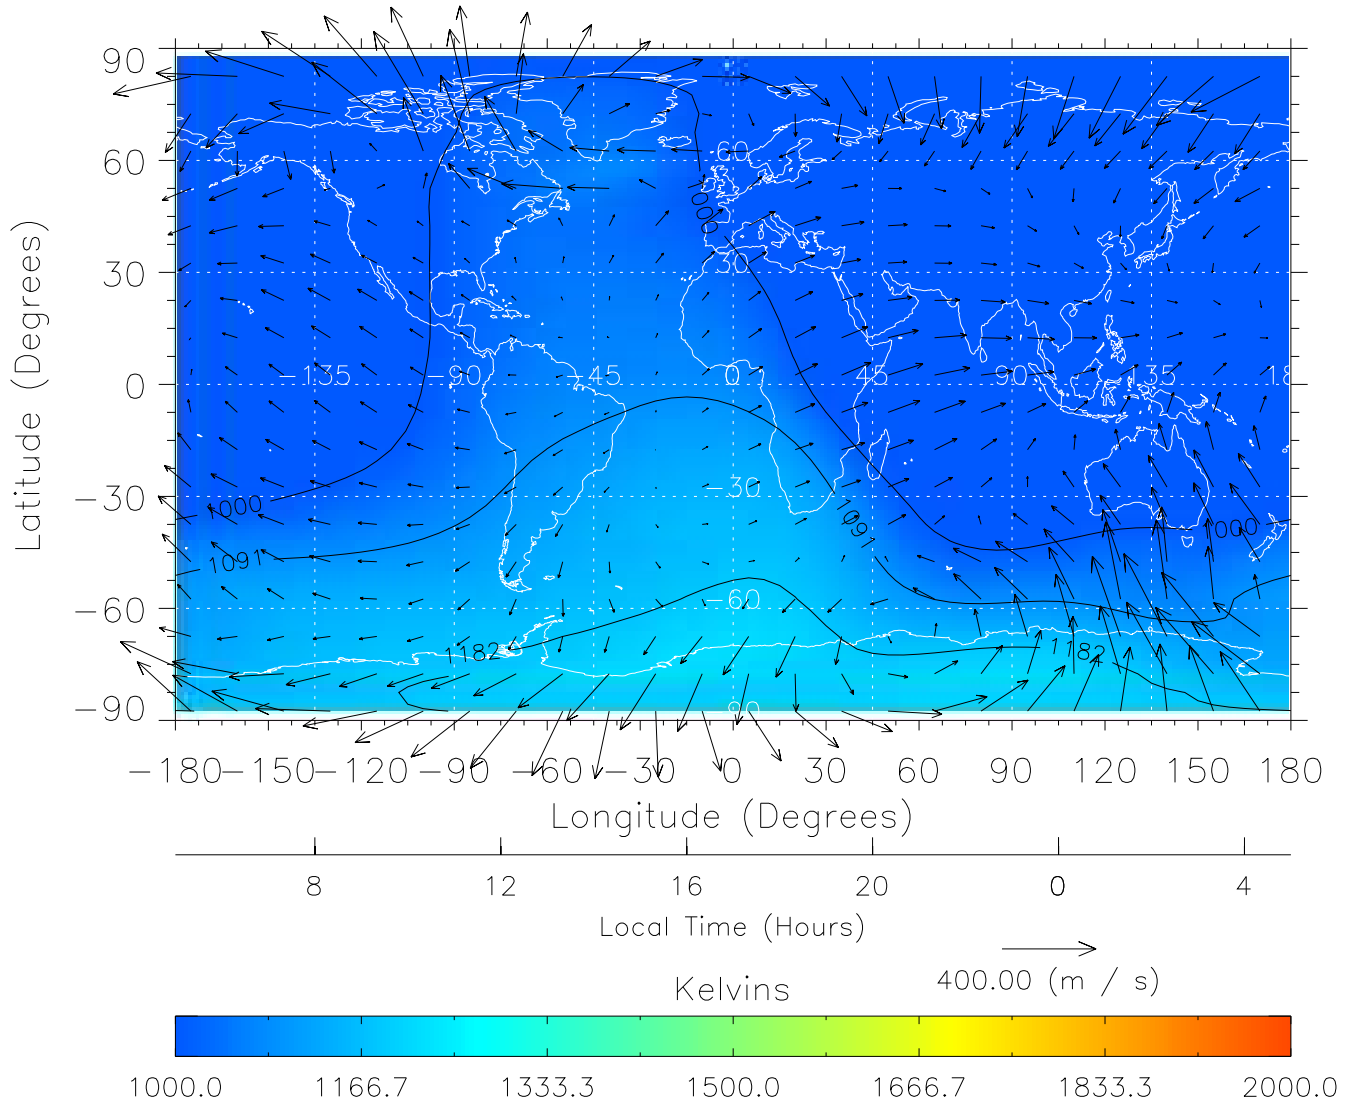 90
60
30
0
−30
−60
−90
Latitude (Degrees)
60
30
−135 −90 −45 0 45 90 135 18
−30
−60
−90
000
1000
1091
1091
1000
1182
1182
−180 −150 −120 −90 −60 −30 0 30 60 90 120 150 180
Longitude (Degrees)
8 12 16 20 0 4
Local Time (Hours)
400.00 (m / s)
Kelvins
1000.0 1166.7 1333.3 1500.0 1666.7 1833.3 2000.0